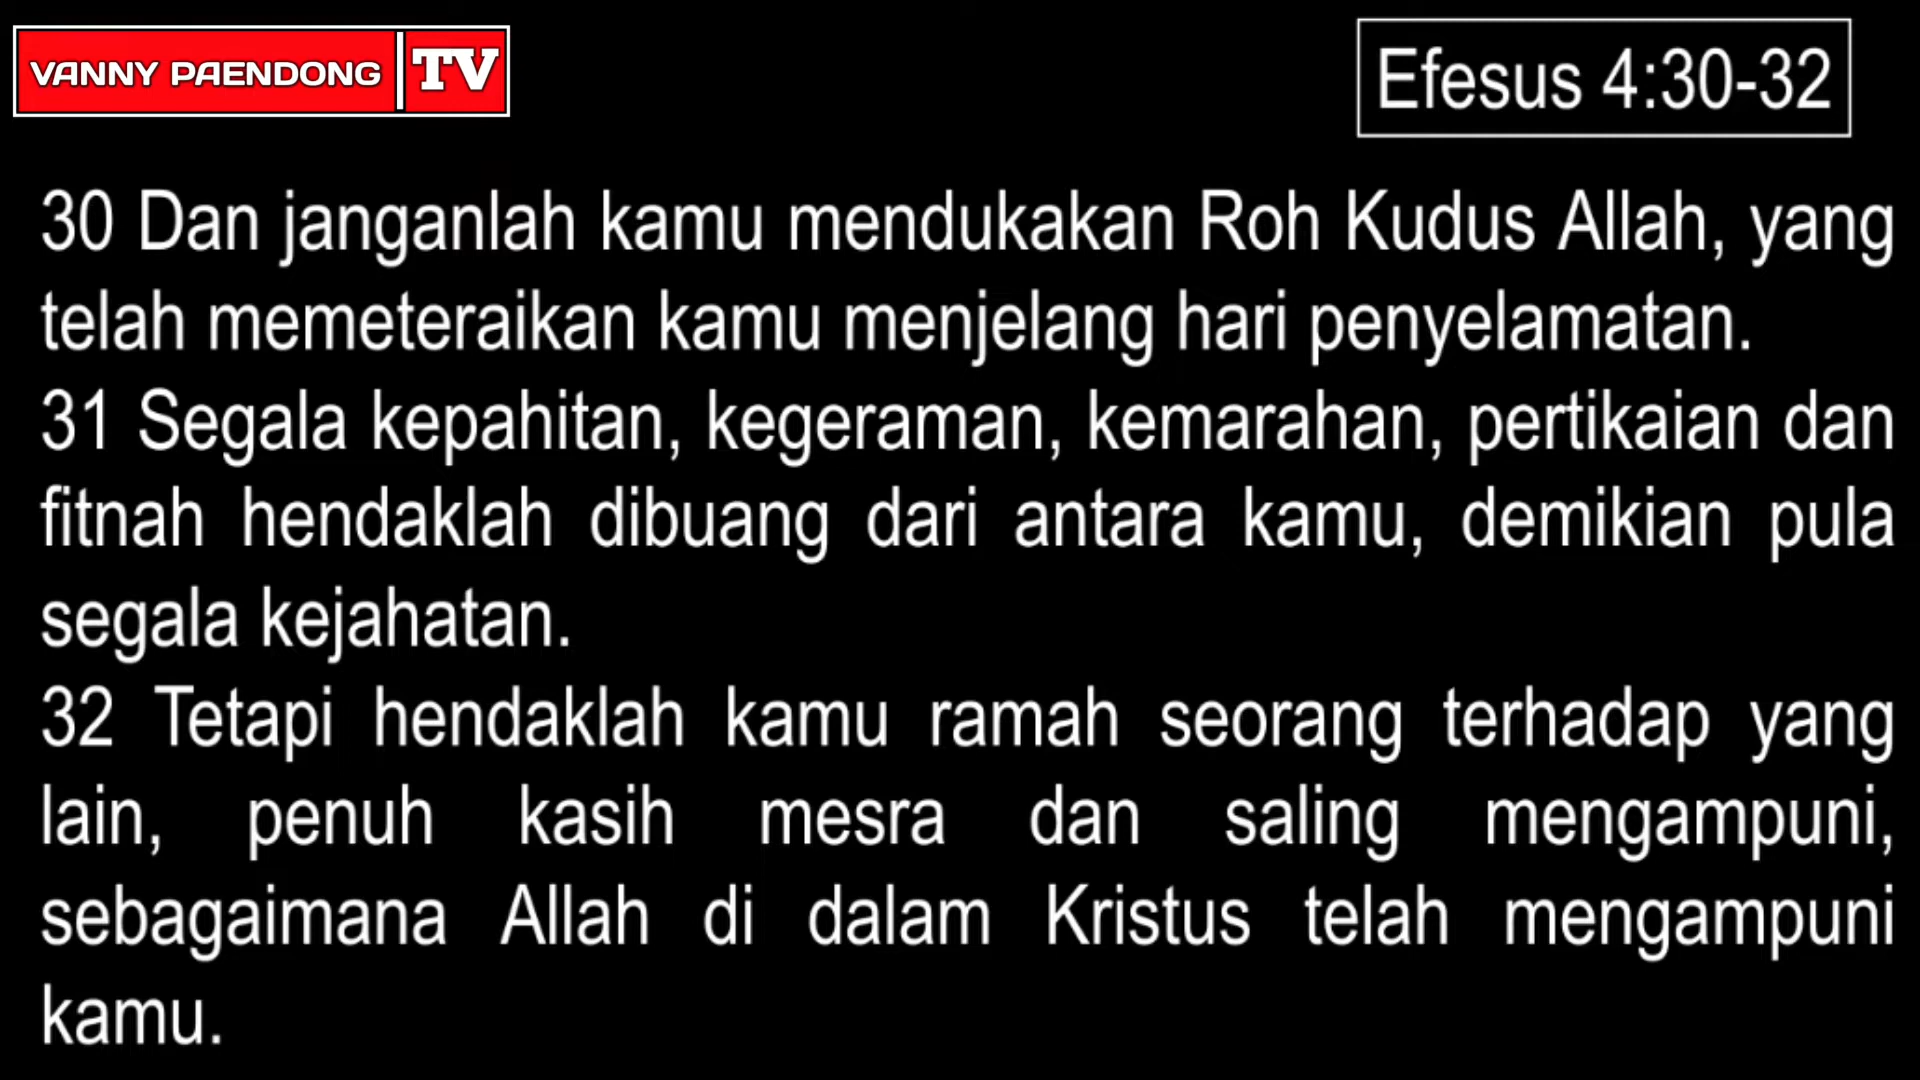 VANNY PAENDONG TV
Efesus 4:30-32
30 Dan janganlah kamu mendukakan Roh Kudus Allah, yang
telah memeteraikan kamu menjelang hari penyelamatan.
31 Segala kepahitan, kegeraman, kemarahan, pertikaian dan
fitnah hendaklah dibuang dari antara kamu, demikian pula
segala kejahatan.
32 Tetapi hendaklah kamu ramah seorang terhadap yang
lain, penuh kasih mesra dan saling mengampuni,
sebagaimana Allah di dalam Kristus telah mengampuni
kamu.